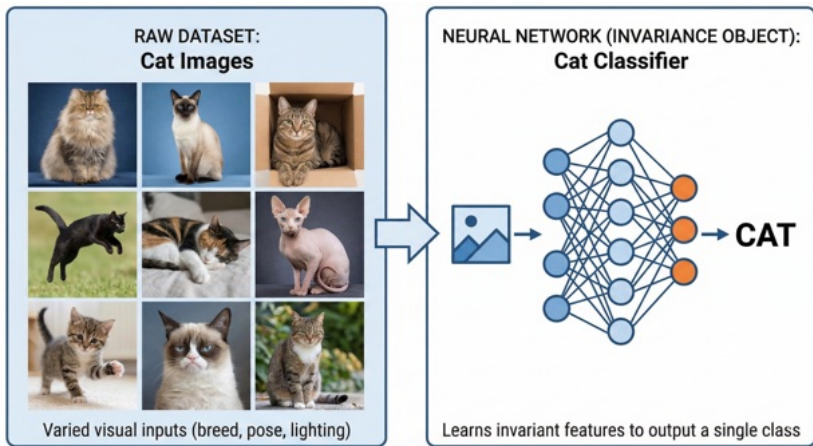 RAW DATASET:
Cat Images
Varied visual inputs (breed, pose, lighting)
NEURAL NETWORK (INVARIANCE OBJECT):
Cat Classifier
CAT
Learns invariant features to output a single class